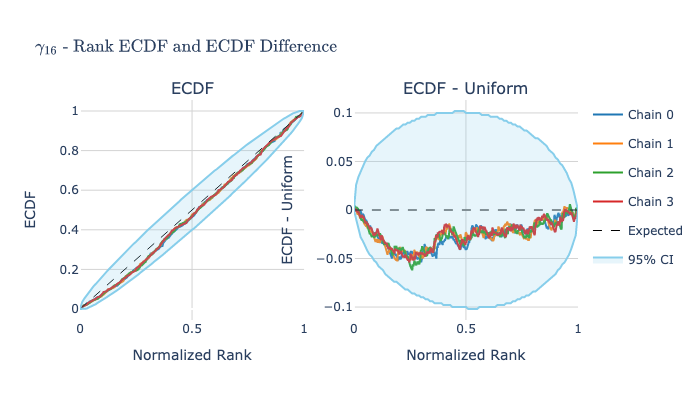 γ16 - Rank ECDF and ECDF Difference
ECDF
ECDF - Uniform
1
0.8
0.6
0.4
0.2
0
ECDF
0
0.5
1
Normalized Rank
0.1
0.05
0
−0.05
−0.1
ECDF - Uniform
0
0.5
1
Normalized Rank
Chain 0
Chain 1
Chain 2
Chain 3
Expected
95% CI